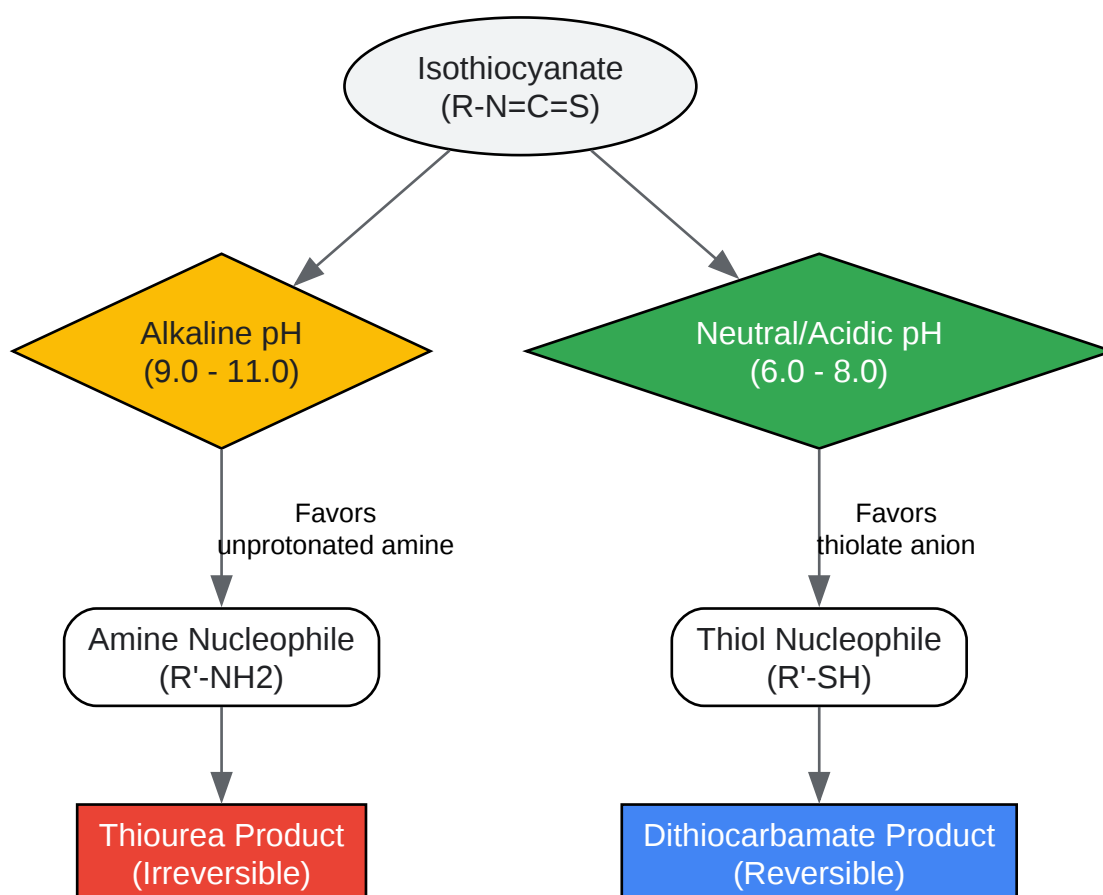 Isothiocyanate
(R-N=C=S)
Alkaline pH
(9.0 - 11.0)
Neutral/Acidic pH
(6.0 - 8.0)
Favors
unprotonated amine
Favors
thiolate anion
Amine Nucleophile
(R'-NH2)
Thiol Nucleophile
(R'-SH)
Thiourea Product
(Irreversible)
Dithiocarbamate Product
(Reversible)